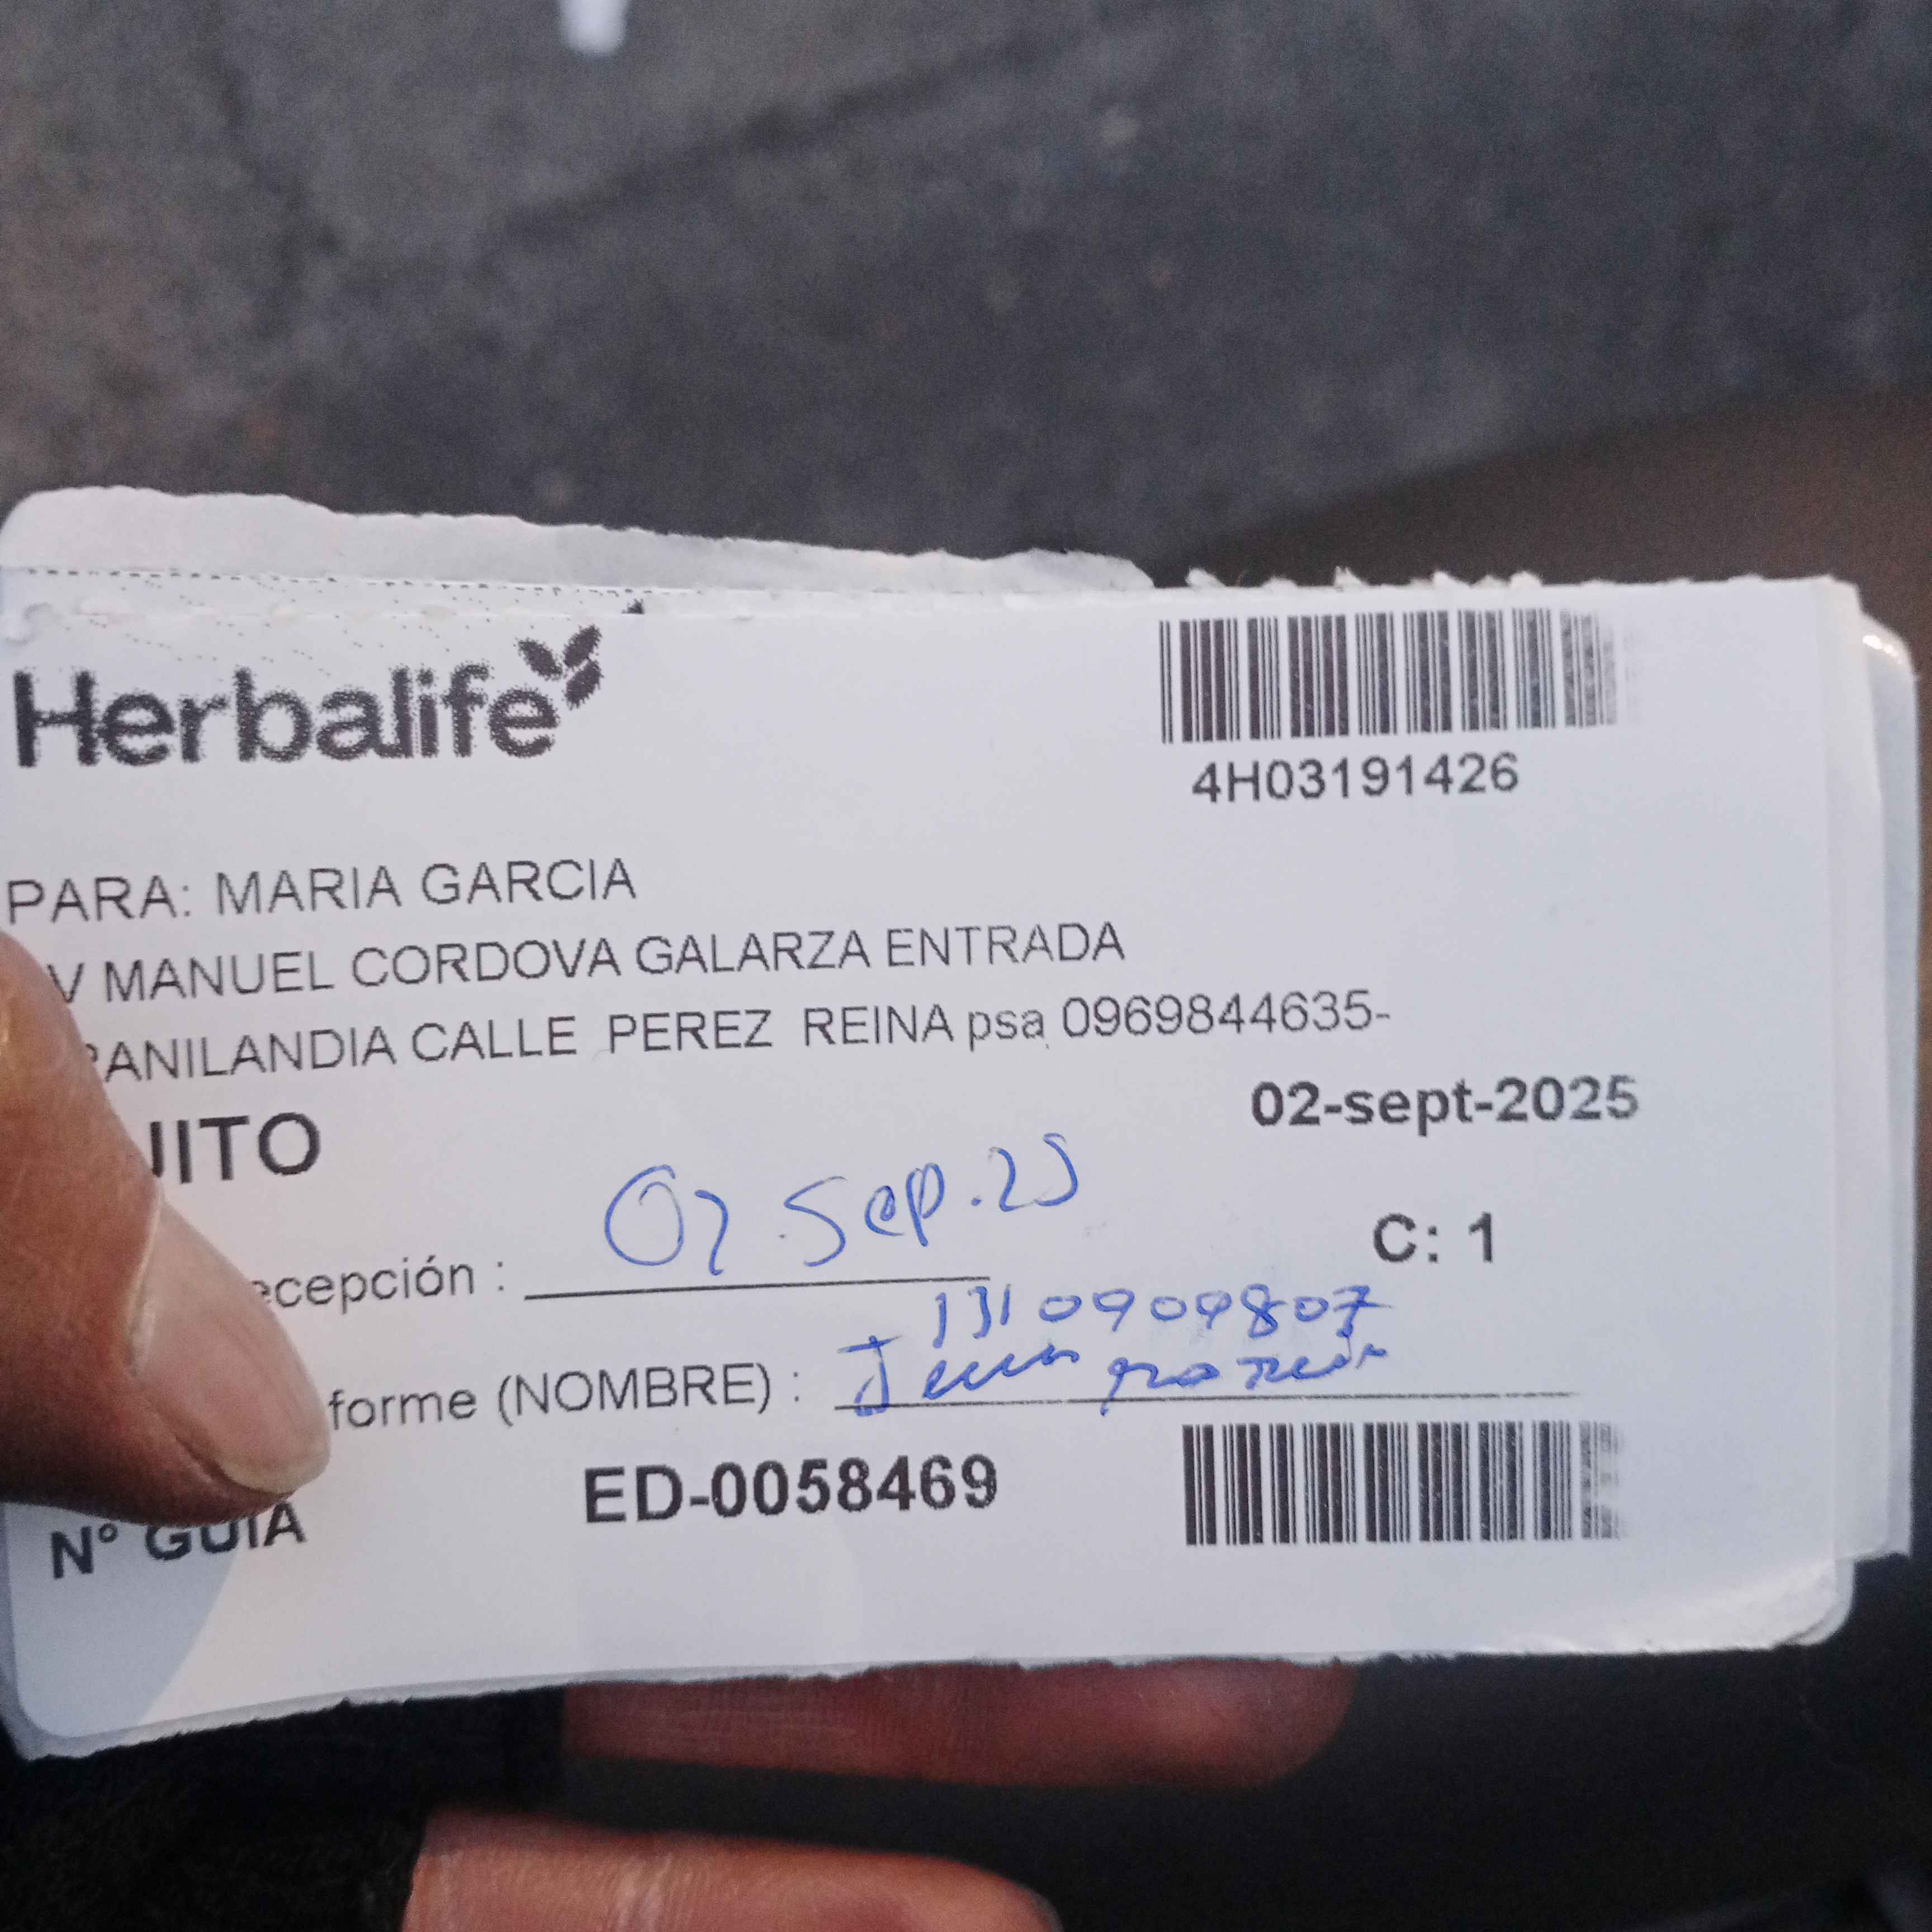 Herbalife
4H03191426
PARA: MARIA GARCIA
V MANUEL CORDOVA GALARZA ENTRADA
ANILANDIA CALLE PEREZ REINA psa 0969844635-
02-sept-2025
UITO
02.Sep.25
C: 1
ecepción :
1310909807
forme (NOMBRE) :
N° GUIA ED-0058469